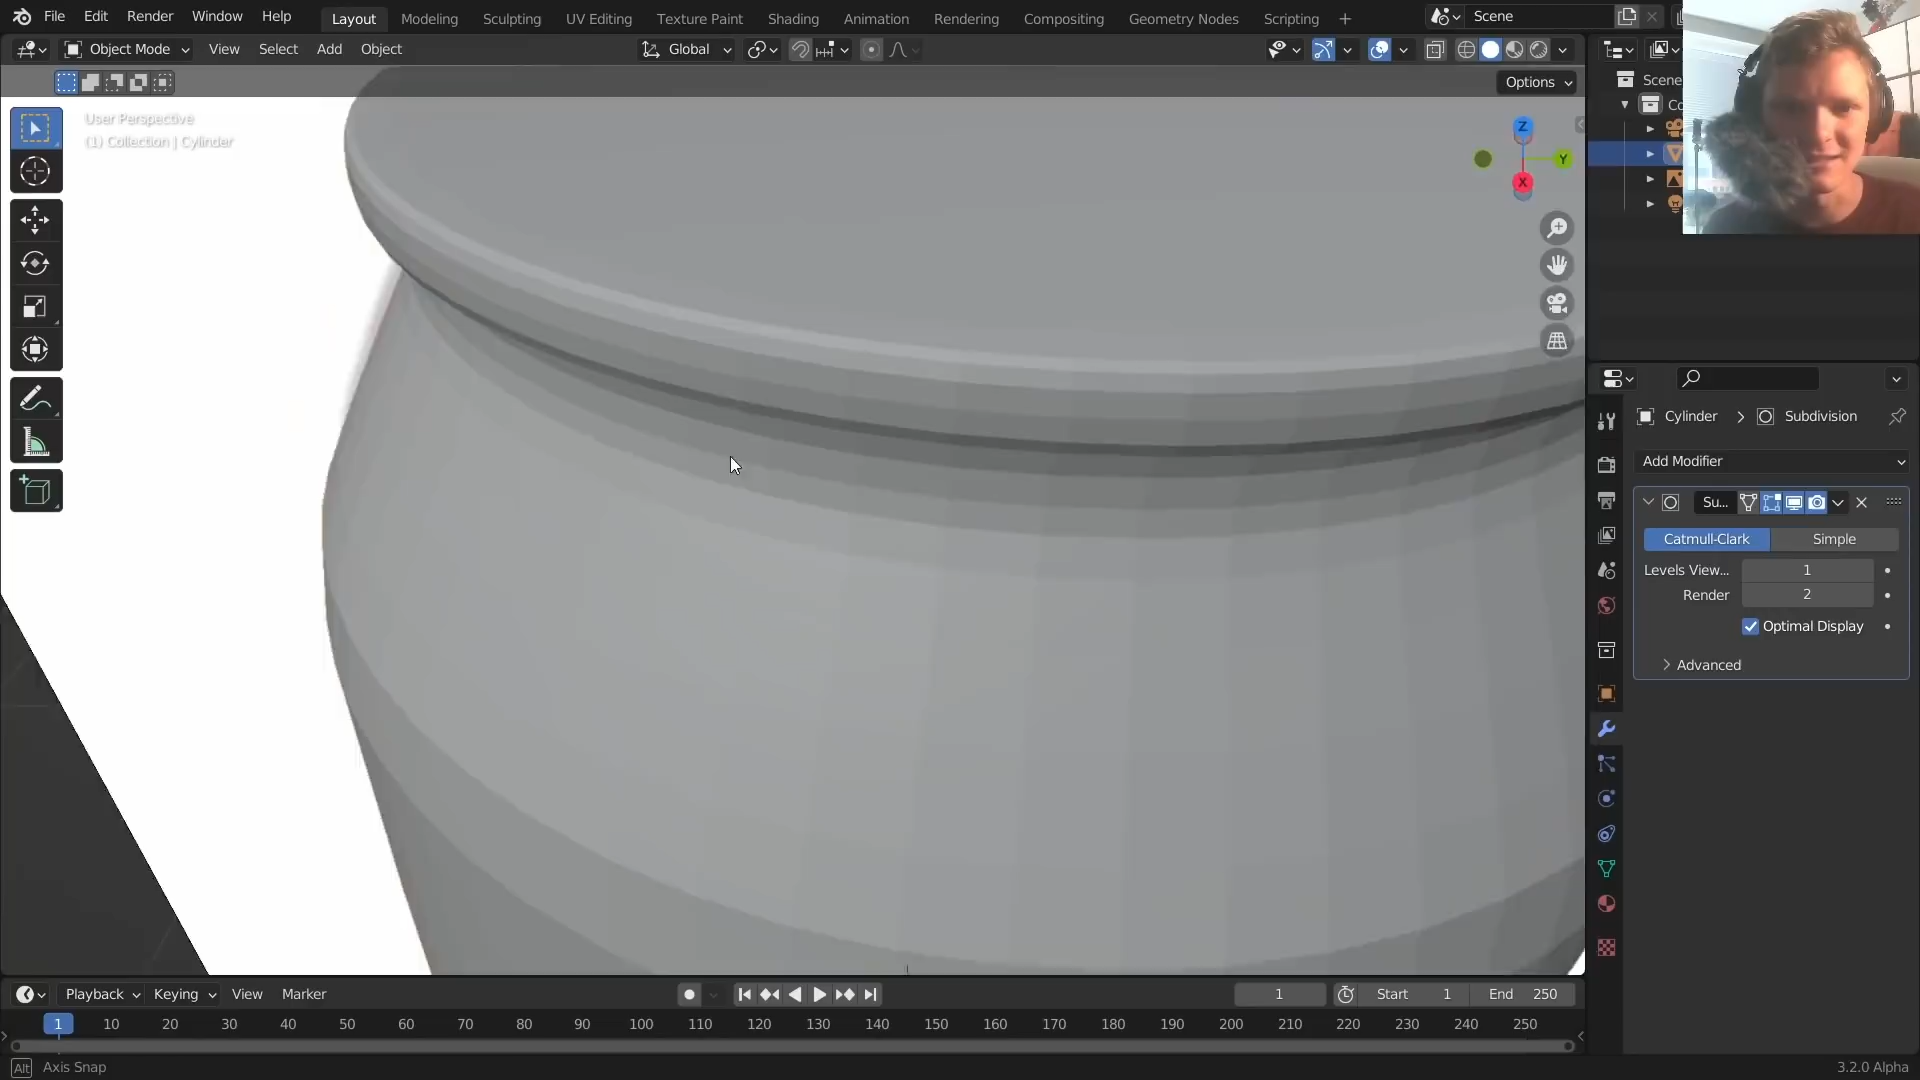 File Edit Render Window Help Layout Modeling Sculpting UV Editing Texture Paint Shading Animation Rendering Compositing Geometry Nodes Scripting + Scene
Object Mode View Select Add Object Global
Options
User Perspective
(1) Collection | Cylinder
Z
Y
X
Scene
Co
Cylinder > Subdivision
Add Modifier
Su...
Catmull-Clark Simple
Levels View... 1
Render 2
Optimal Display
> Advanced
Playback Keying View Marker 1 Start 1 End 250
1 10 20 30 40 50 60 70 80 90 100 110 120 130 140 150 160 170 180 190 200 210 220 230 240 250
Alt Axis Snap 3.2.0 Alpha